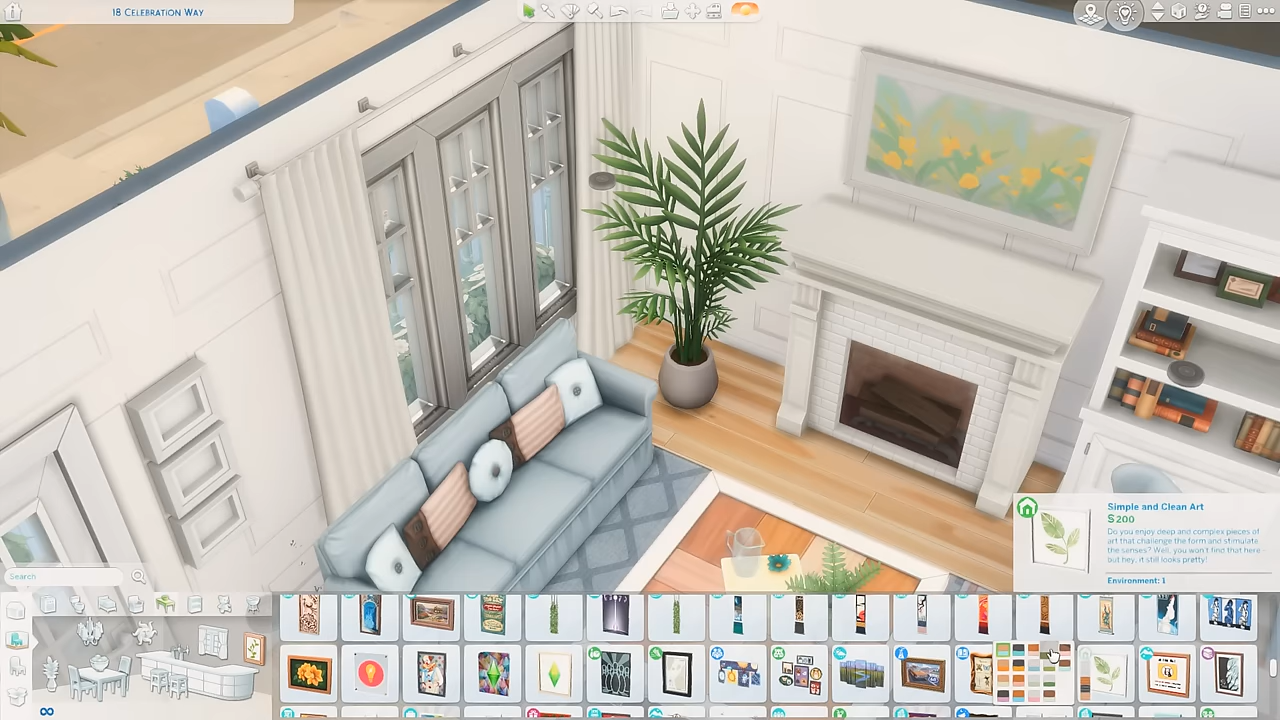 18 Celebration Way
Search
Simple and Clean Art
$200
Do you enjoy deep and complex pieces of
art that challenge the form and stimulate
the senses? Well, you won't find that here
but hey, it still looks pretty!
Environment: 1